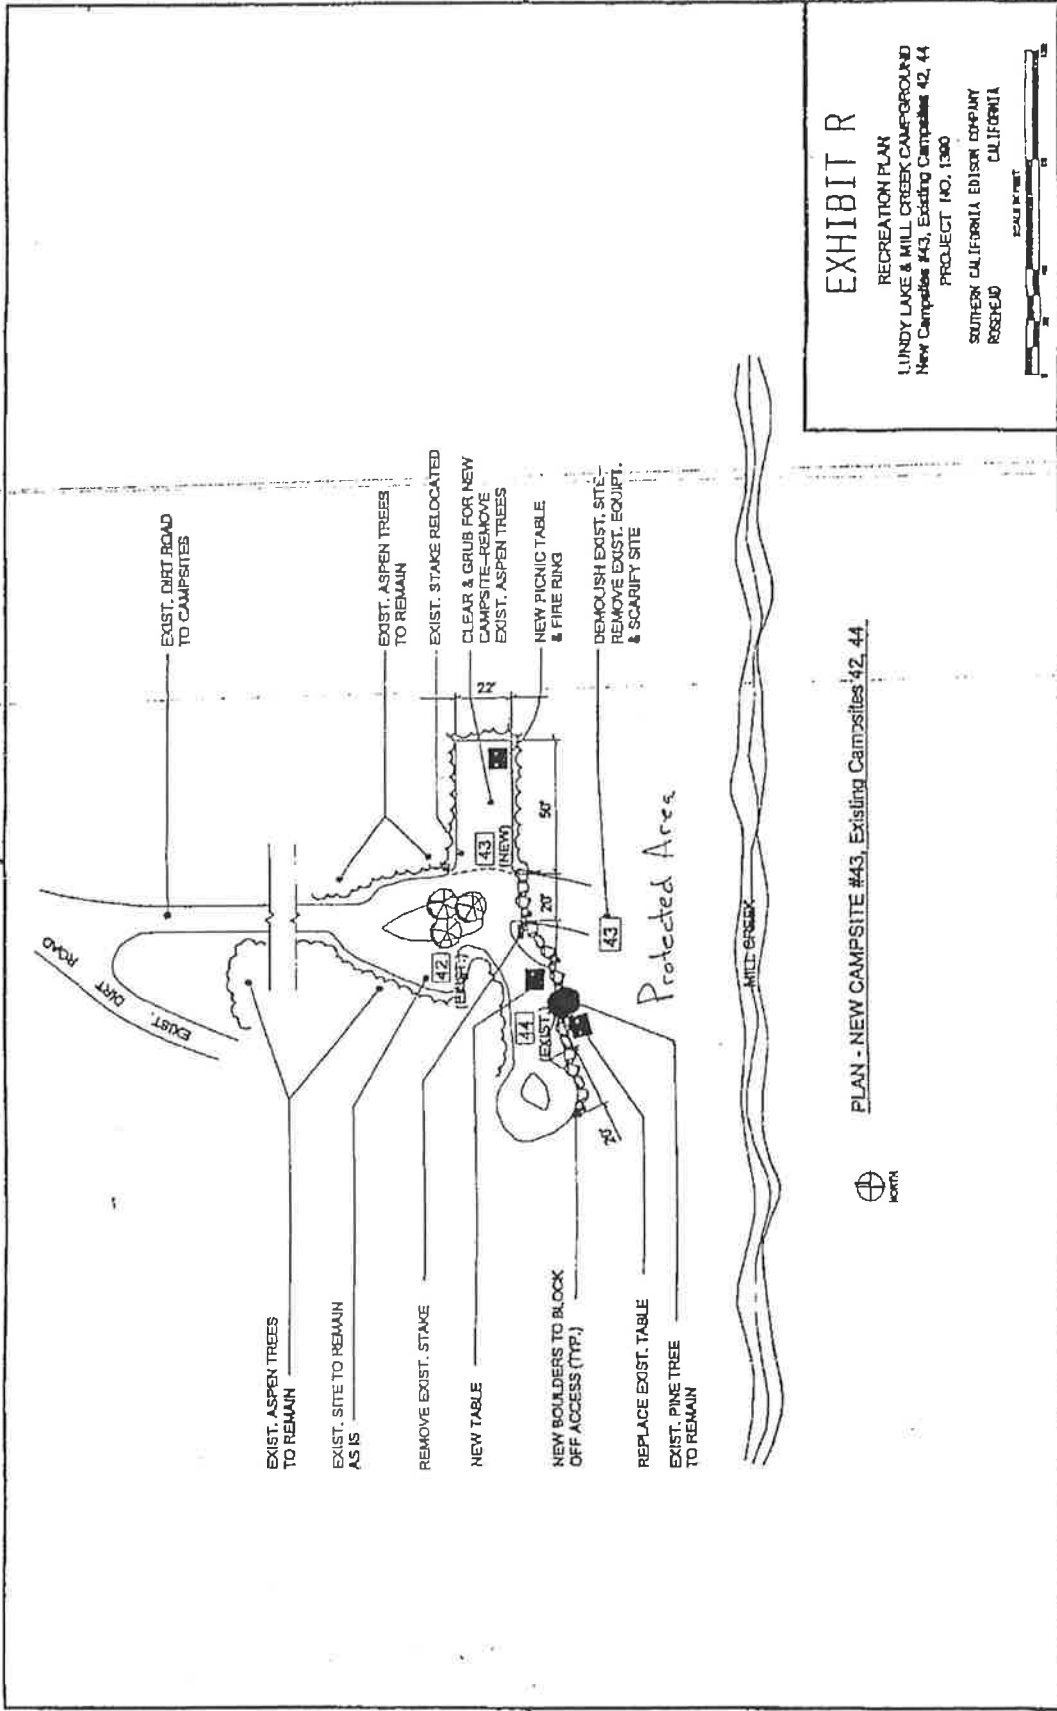 EXIST. DIRT ROAD
EXIST. DIRT ROAD
TO CAMPSITES
EXIST. ASPEN TREES
TO REMAIN
EXIST. STAKE RELOCATED
CLEAR & GRUB FOR NEW
CAMPSITE-REMOVE
EXIST. ASPEN TREES
NEW PICNIC TABLE
& FIRE RING
DEMOLISH EXIST. SITE-
REMOVE EXIST. EQUIPT.
& SCARIFY SITE
22'
50'
20'
20'
43
(NEW)
42
(EXIST.)
44
(EXIST.)
43
EXIST. ASPEN TREES
TO REMAIN
EXIST. SITE TO REMAIN
AS IS
REMOVE EXIST. STAKE
NEW TABLE
NEW BOULDERS TO BLOCK
OFF ACCESS (TYP.)
REPLACE EXIST. TABLE
EXIST. PINE TREE
TO REMAIN
Protected Area
MILL CREEK
NORTH
PLAN - NEW CAMPSITE #43, Existing Campsites 42, 44
EXHIBIT R
RECREATION PLAN
LUNDY LAKE & MILL CREEK CAMPGROUND
New Campsites #43, Existing Campsites 42, 44
PROJECT NO. 1390
SOUTHERN CALIFORNIA EDISON COMPANY
ROSEMEAD CALIFORNIA
SCALE IN FEET
0